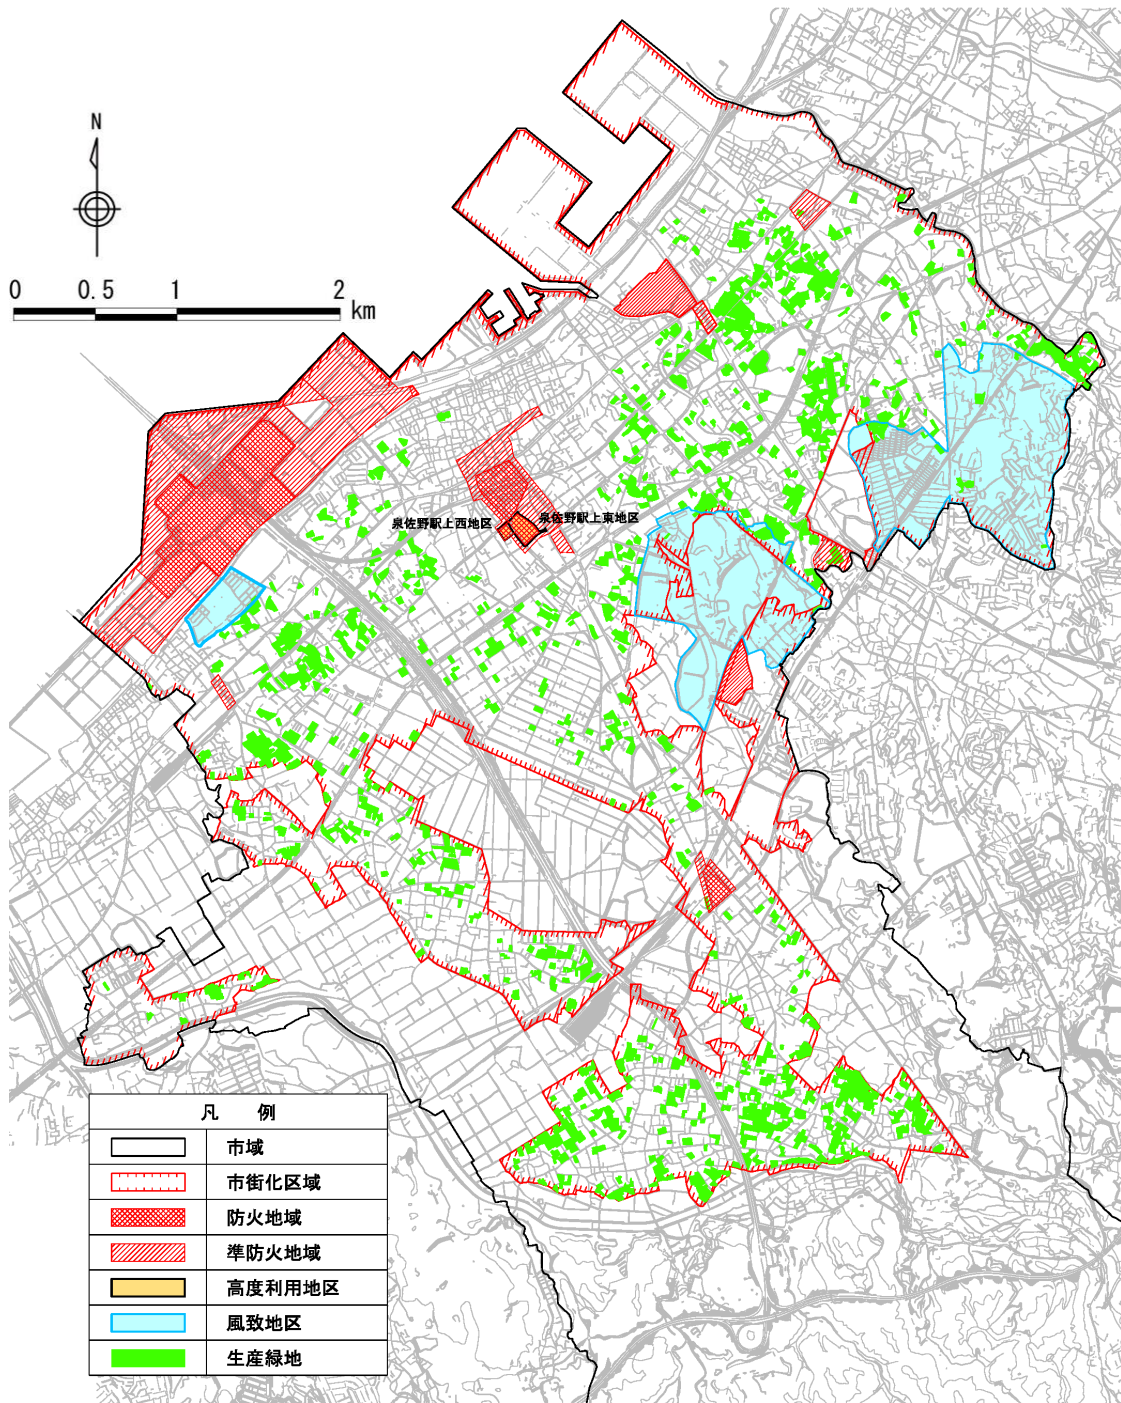 N
0 0.5 1 2
km
泉佐野駅上西地区
泉佐野駅上東地区
凡 例
市域
市街化区域
防火地域
準防火地域
高度利用地区
風致地区
生産緑地